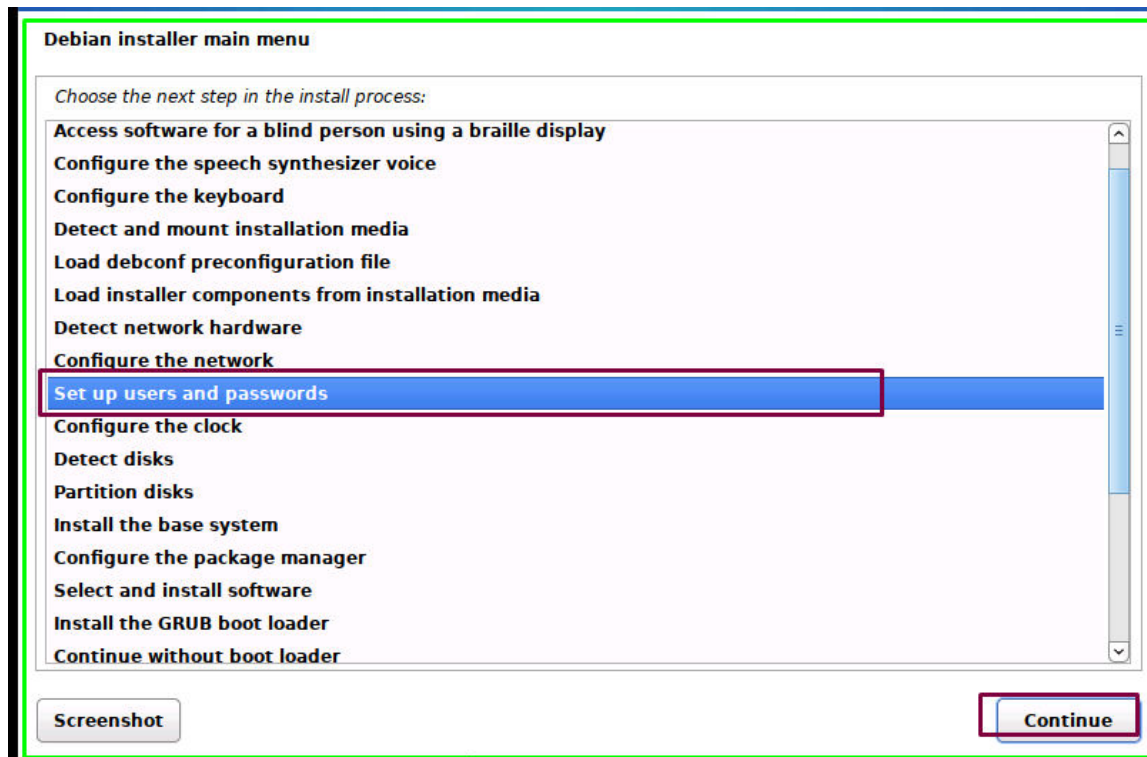 Debian installer main menu
Choose the next step in the install process:
Access software for a blind person using a braille display
Configure the speech synthesizer voice
Configure the keyboard
Detect and mount installation media
Load debconf preconfiguration file
Load installer components from installation media
Detect network hardware
Configure the network
Set up users and passwords
Configure the clock
Detect disks
Partition disks
Install the base system
Configure the package manager
Select and install software
Install the GRUB boot loader
Continue without boot loader
Screenshot
Continue